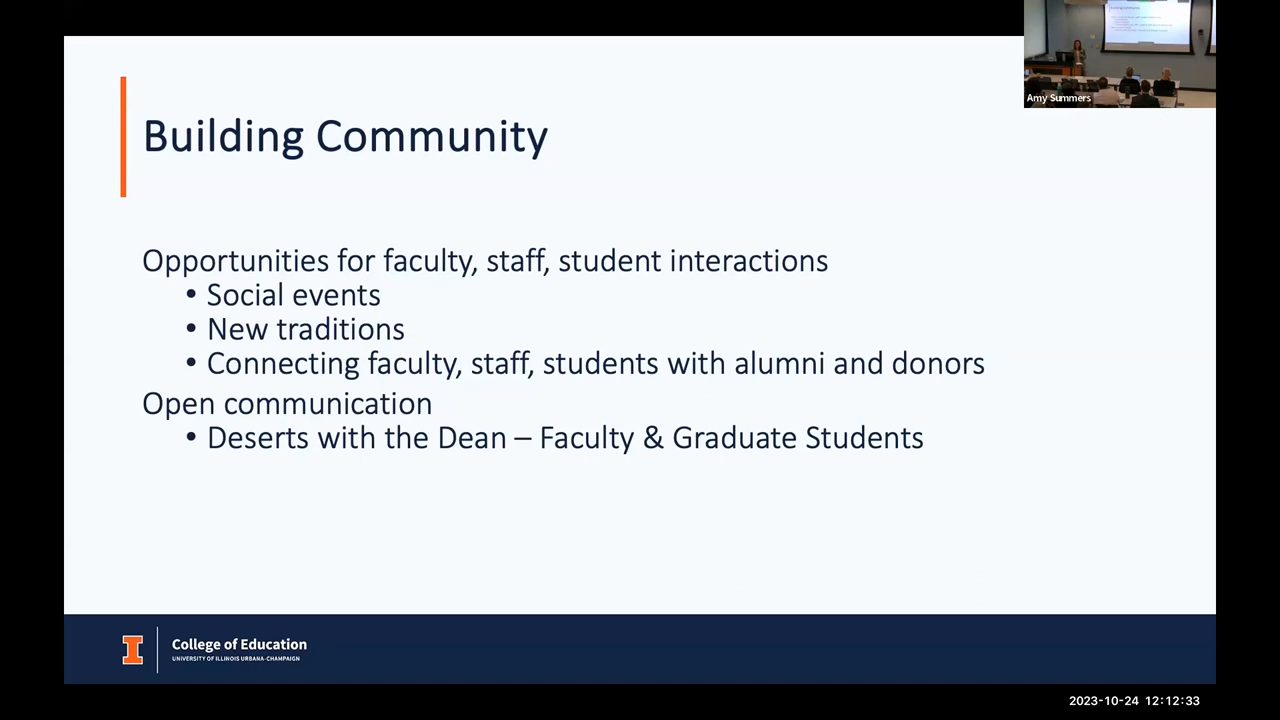 Amy Summers
Building Community
Opportunities for faculty, staff, student interactions
• Social events
• New traditions
• Connecting faculty, staff, students with alumni and donors
Open communication
• Deserts with the Dean – Faculty & Graduate Students
I
College of Education
UNIVERSITY OF ILLINOIS URBANA-CHAMPAIGN
2023-10-24 12:12:33